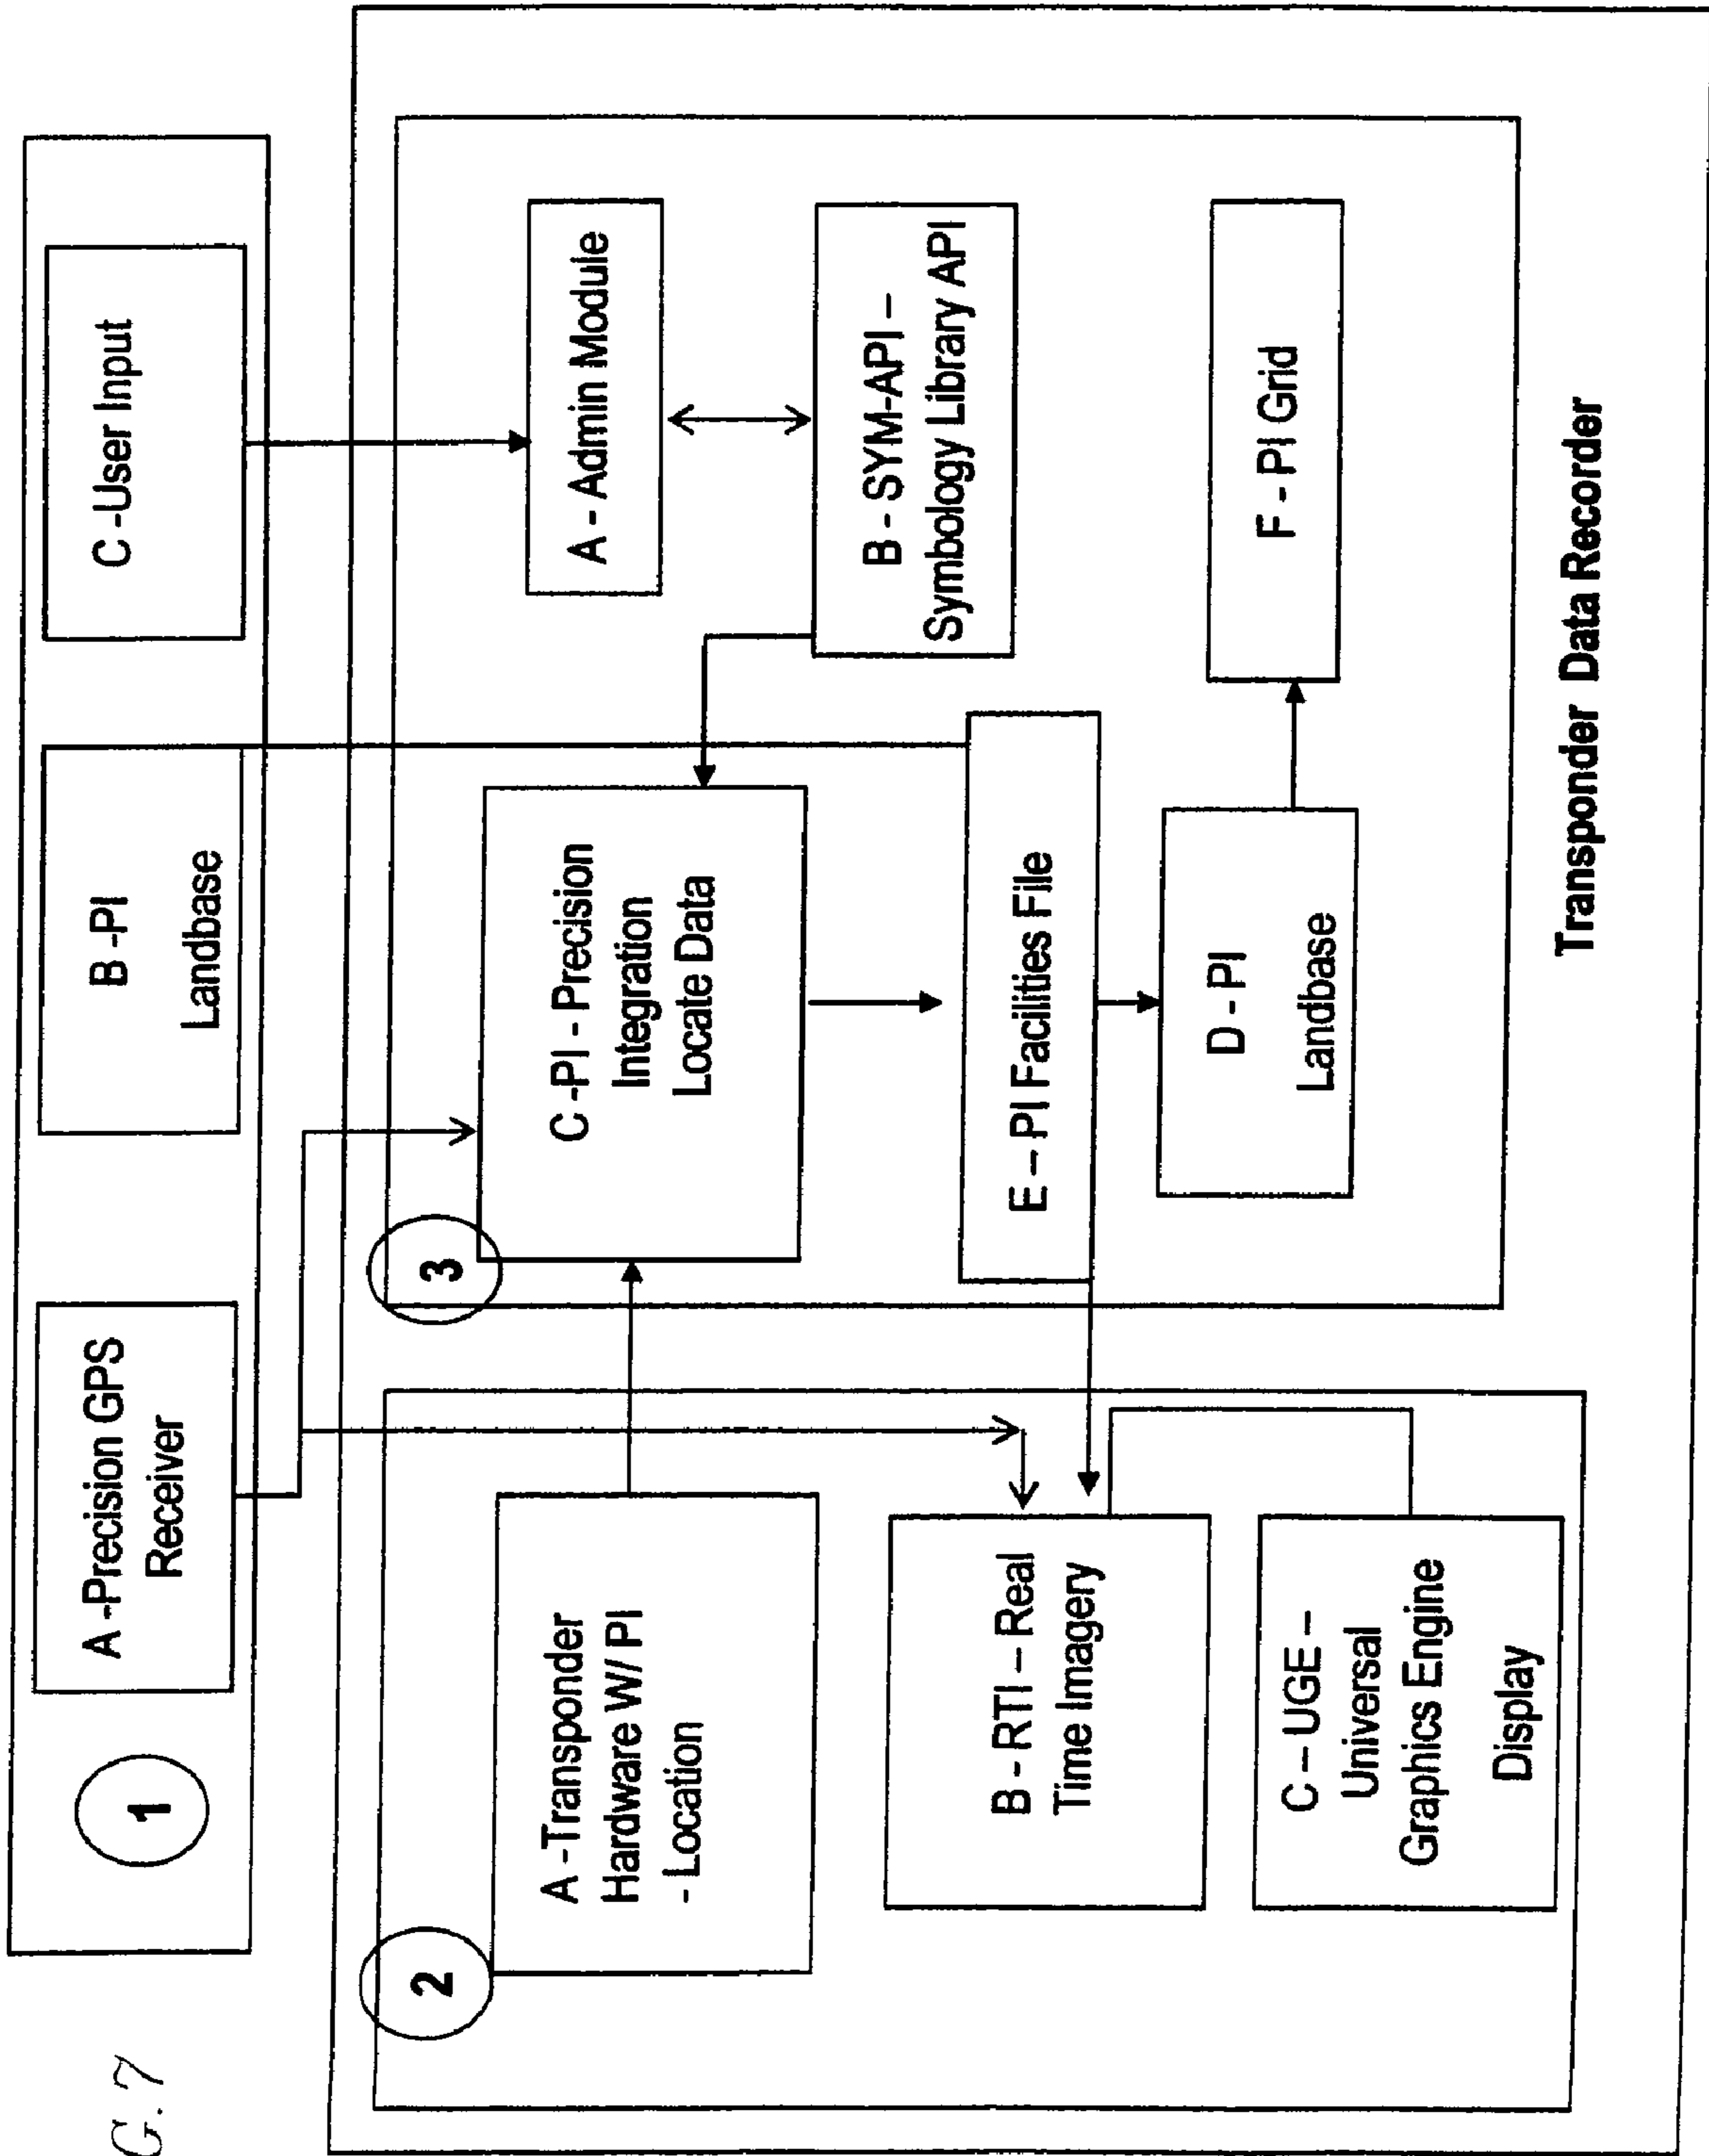 G. 7
1
A -Precision GPS
Receiver
B -PI
Landbase
C -User Input
2
A -Transponder
Hardware W/ PI
- Location
B - RTI – Real
Time Imagery
C – UGE –
Universal
Graphics Engine
Display
3
C -PI - Precision
Integration
Locate Data
A - Admin Module
B - SYM-API –
Symbology Library API
E – PI Facilities File
D - PI
Landbase
F - PI Grid
Transponder Data Recorder